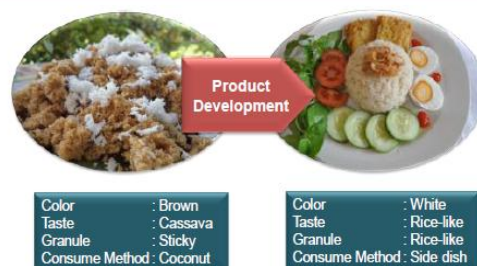 Product
Development
Color : Brown
Taste : Cassava
Granule : Sticky
Consume Method : Coconut
Color : White
Taste : Rice-like
Granule : Rice-like
Consume Method : Side dish